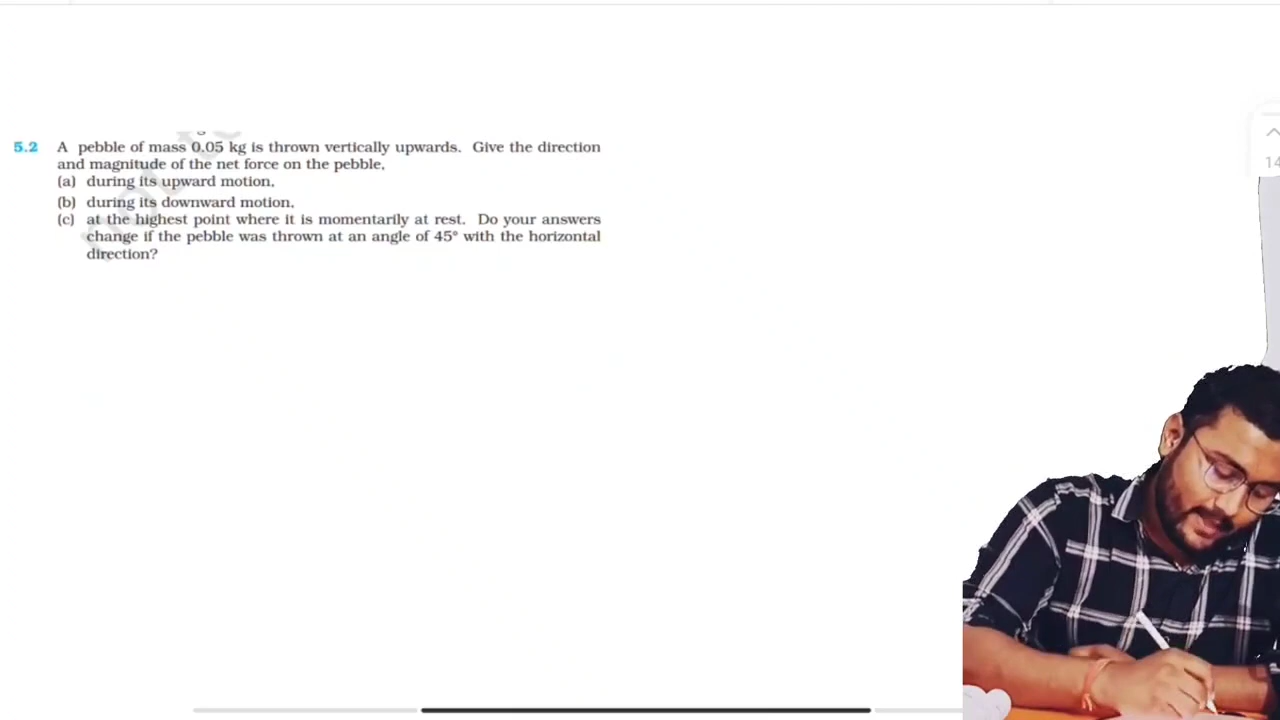 5.2 A pebble of mass 0.05 kg is thrown vertically upwards. Give the direction
and magnitude of the net force on the pebble,
(a) during its upward motion,
(b) during its downward motion,
(c) at the highest point where it is momentarily at rest. Do your answers
change if the pebble was thrown at an angle of 45° with the horizontal
direction?
14